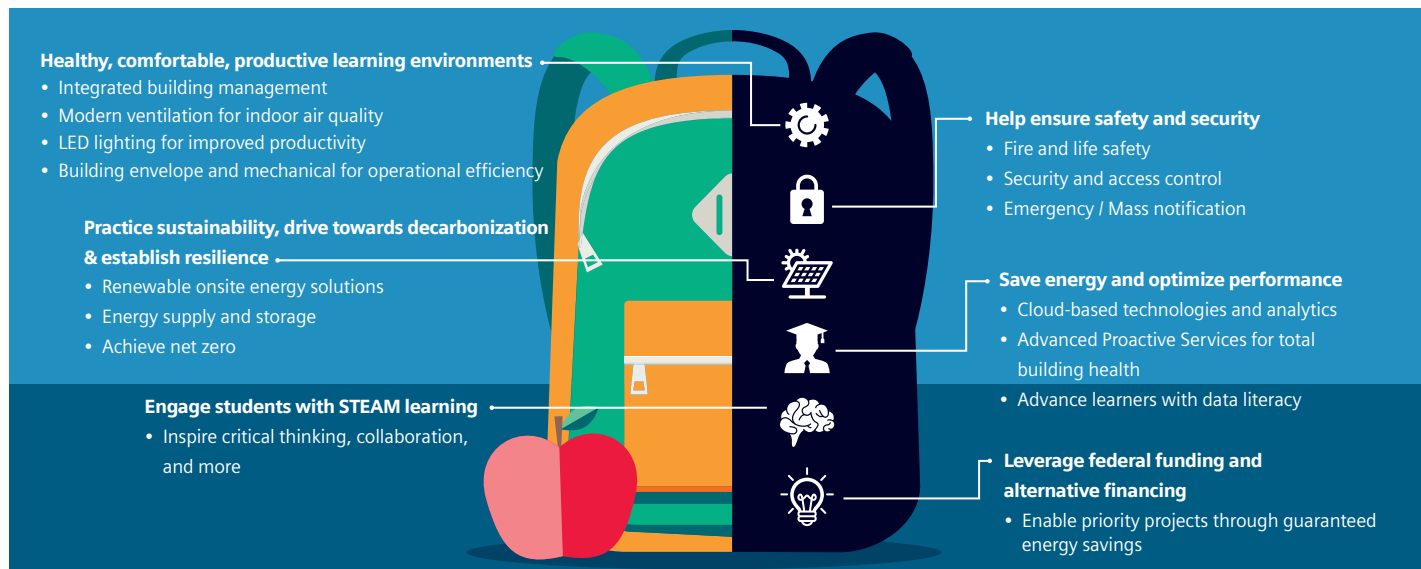 Healthy, comfortable, productive learning environments
• Integrated building management
• Modern ventilation for indoor air quality
• LED lighting for improved productivity
• Building envelope and mechanical for operational efficiency
Practice sustainability, drive towards decarbonization
& establish resilience
• Renewable onsite energy solutions
• Energy supply and storage
• Achieve net zero
Engage students with STEAM learning
• Inspire critical thinking, collaboration,
and more
Help ensure safety and security
• Fire and life safety
• Security and access control
• Emergency / Mass notification
Save energy and optimize performance
• Cloud-based technologies and analytics
• Advanced Proactive Services for total
building health
• Advance learners with data literacy
Leverage federal funding and
alternative financing
• Enable priority projects through guaranteed
energy savings